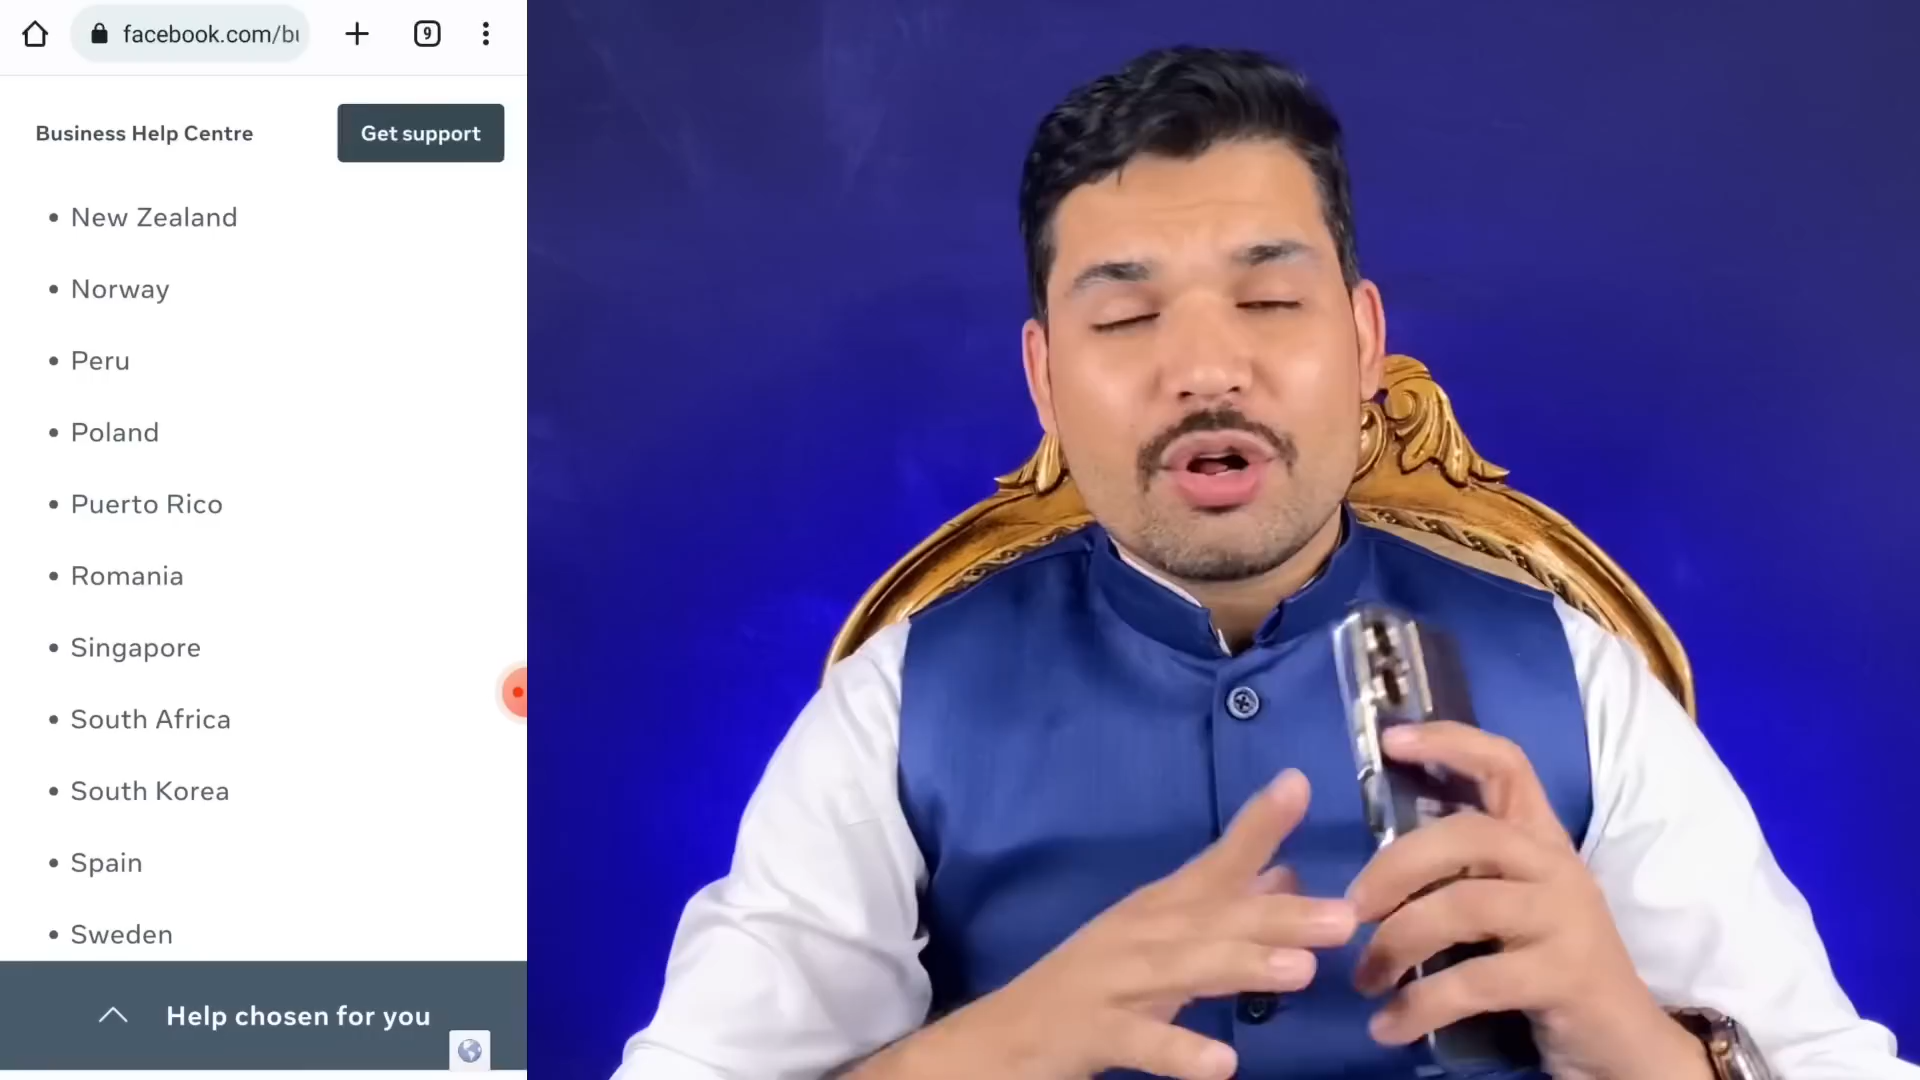 facebook.com/bu
9
Business Help Centre
Get support
New Zealand
Norway
Peru
Poland
Puerto Rico
Romania
Singapore
South Africa
South Korea
Spain
Sweden
Help chosen for you